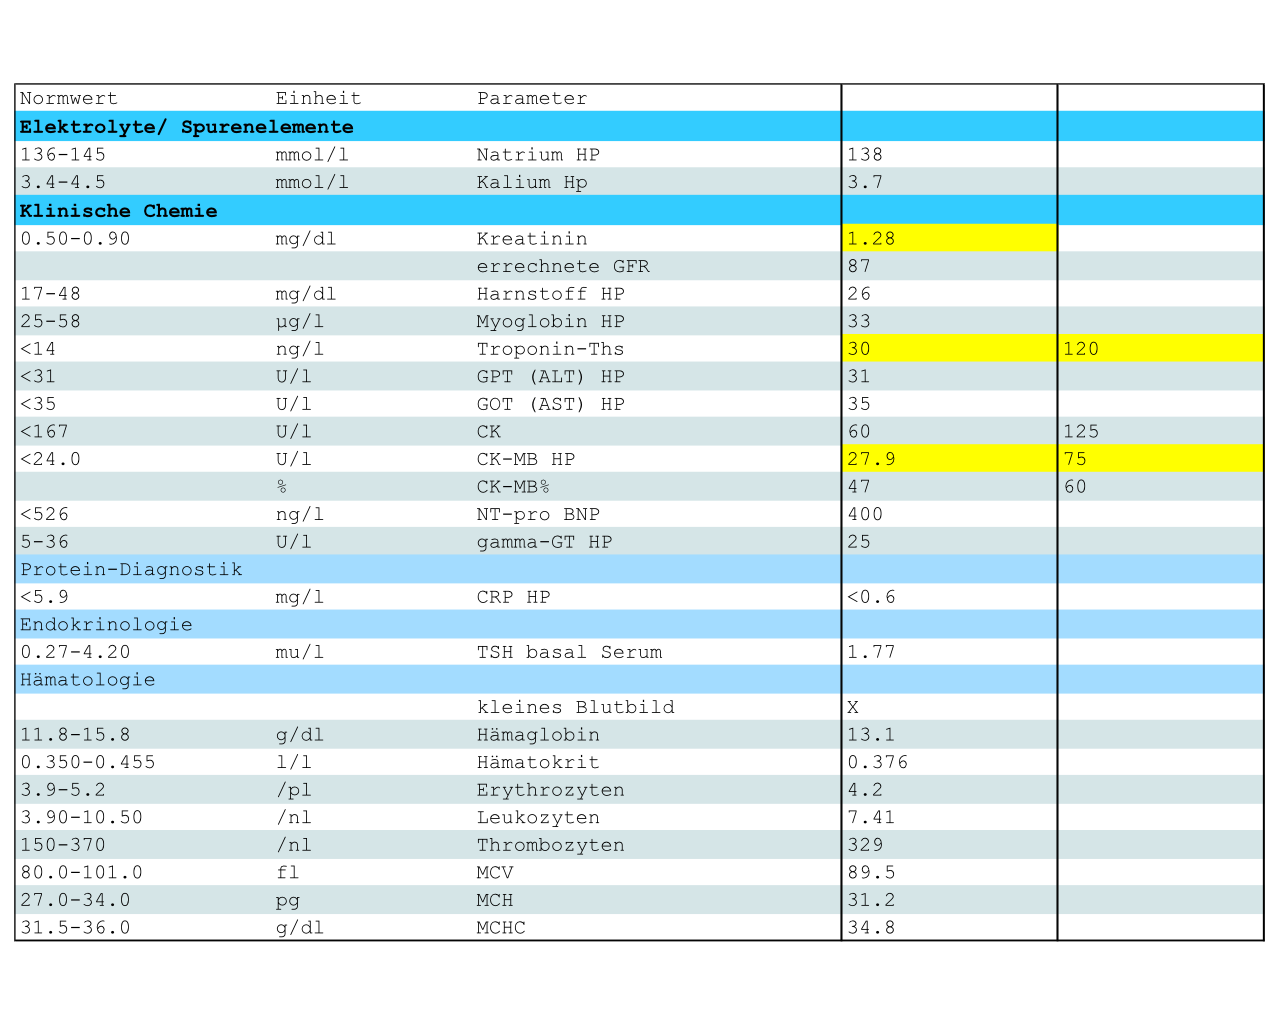 Normwert Einheit Parameter
Elektrolyte/ Spurenelemente
136-145 mmol/l Natrium HP 138
3.4-4.5 mmol/l Kalium Hp 3.7
Klinische Chemie
0.50-0.90 mg/dl Kreatinin 1.28
errechnete GFR 87
17-48 mg/dl Harnstoff HP 26
25-58 µg/l Myoglobin HP 33
<14 ng/l Troponin-Ths 30 120
<31 U/l GPT (ALT) HP 31
<35 U/l GOT (AST) HP 35
<167 U/l CK 60 125
<24.0 U/l CK-MB HP 27.9 75
% CK-MB% 47 60
<526 ng/l NT-pro BNP 400
5-36 U/l gamma-GT HP 25
Protein-Diagnostik
<5.9 mg/l CRP HP <0.6
Endokrinologie
0.27-4.20 mu/l TSH basal Serum 1.77
Hämatologie
kleines Blutbild X
11.8-15.8 g/dl Hämaglobin 13.1
0.350-0.455 l/l Hämatokrit 0.376
3.9-5.2 /pl Erythrozyten 4.2
3.90-10.50 /nl Leukozyten 7.41
150-370 /nl Thrombozyten 329
80.0-101.0 fl MCV 89.5
27.0-34.0 pg MCH 31.2
31.5-36.0 g/dl MCHC 34.8